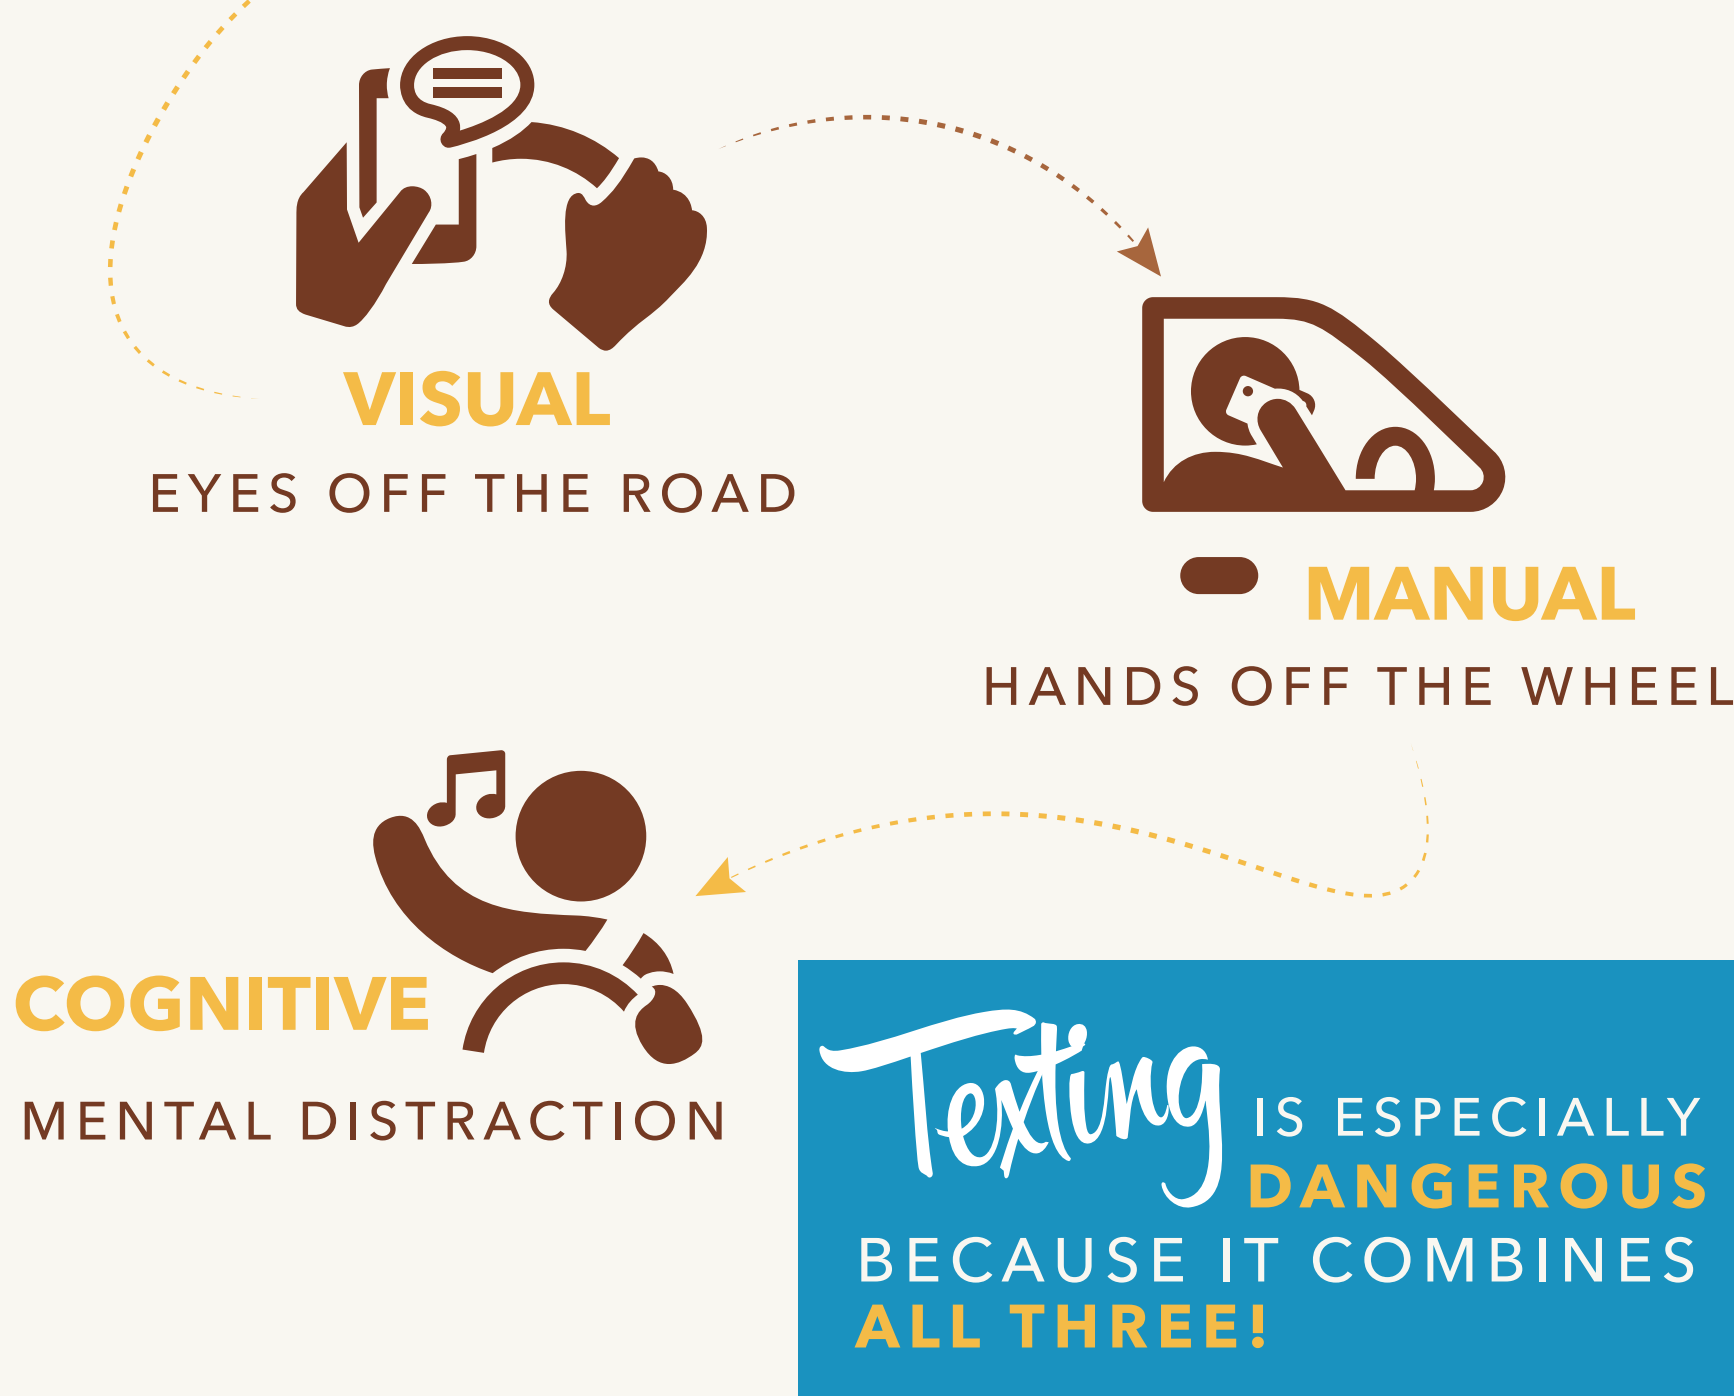 VISUAL
EYES OFF THE ROAD
MANUAL
HANDS OFF THE WHEEL
COGNITIVE
MENTAL DISTRACTION
Texting IS ESPECIALLY
DANGEROUS
BECAUSE IT COMBINES
ALL THREE!